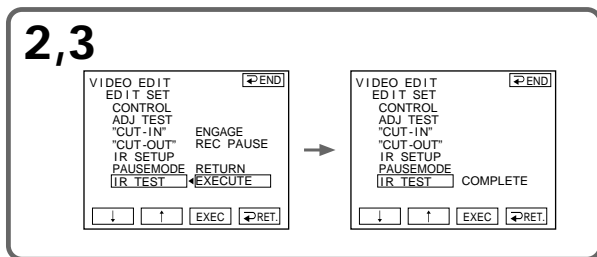 2,3
VIDEO EDIT
END
EDIT SET
CONTROL
ADJ TEST
"CUT-IN" ENGAGE
"CUT-OUT" REC PAUSE
IR SETUP
PAUSEMODE RETURN
IR TEST EXECUTE
↓ ↑ EXEC RET.
VIDEO EDIT
END
EDIT SET
CONTROL
ADJ TEST
"CUT-IN"
"CUT-OUT"
IR SETUP
PAUSEMODE
IR TEST COMPLETE
↓ ↑ EXEC RET.